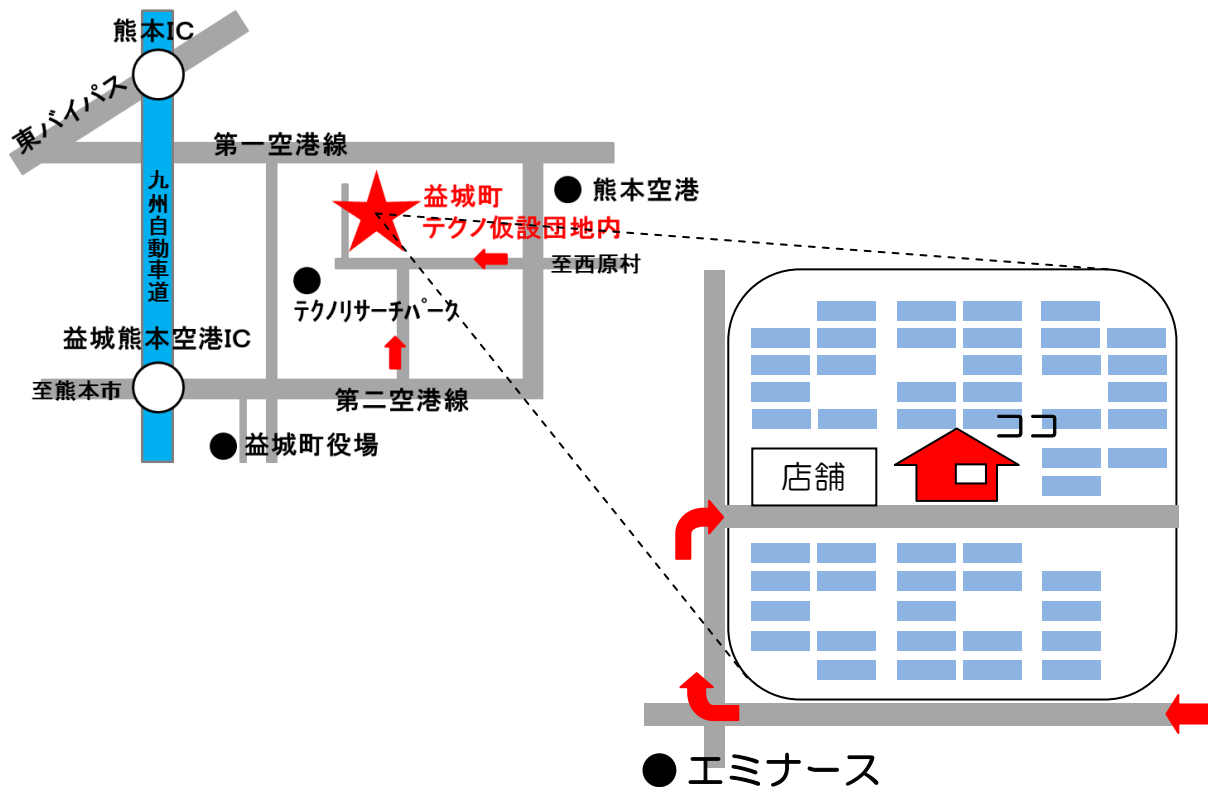 熊本IC
東バイパス
第一空港線
九州自動車道
益城町
テクノ仮設団地内
熊本空港
至西原村
テクノリサーチパーク
益城熊本空港IC
至熊本市
第二空港線
益城町役場
ココ
店舗
エミナース